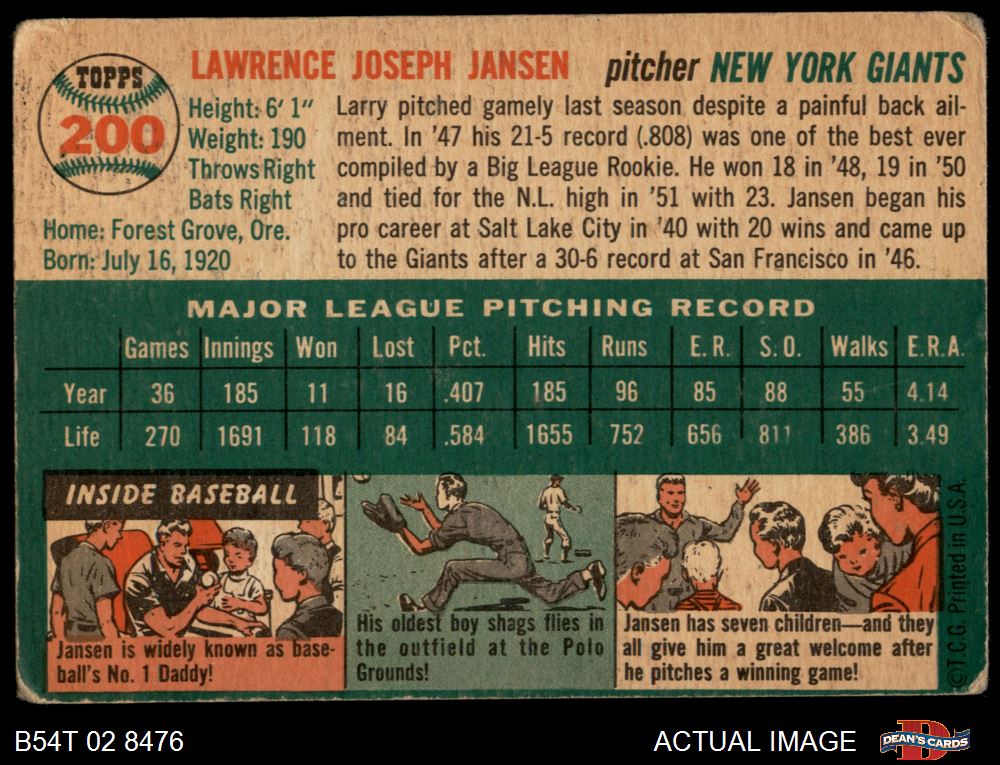 TOPPS
200
LAWRENCE JOSEPH JANSEN pitcher NEW YORK GIANTS
Height: 6' 1"
Weight: 190
Throws Right
Bats Right
Home: Forest Grove, Ore.
Born: July 16, 1920
Larry pitched gamely last season despite a painful back ail-
ment. In '47 his 21-5 record (.808) was one of the best ever
compiled by a Big League Rookie. He won 18 in '48, 19 in '50
and tied for the N.L. high in '51 with 23. Jansen began his
pro career at Salt Lake City in '40 with 20 wins and came up
to the Giants after a 30-6 record at San Francisco in '46.
MAJOR LEAGUE PITCHING RECORD
Games Innings Won Lost Pct. Hits Runs E.R. S.O. Walks E.R.A.
Year 36 185 11 16 .407 185 96 85 88 55 4.14
Life 270 1691 118 84 .584 1655 752 656 811 386 3.49
INSIDE BASEBALL
Jansen is widely known as base-
ball's No. 1 Daddy!
His oldest boy shags flies in
the outfield at the Polo
Grounds!
Jansen has seven children—and they
all give him a great welcome after
he pitches a winning game!
©T.C.G. Printed in U.S.A.
B54T 02 8476
ACTUAL IMAGE
DEAN'S CARDS